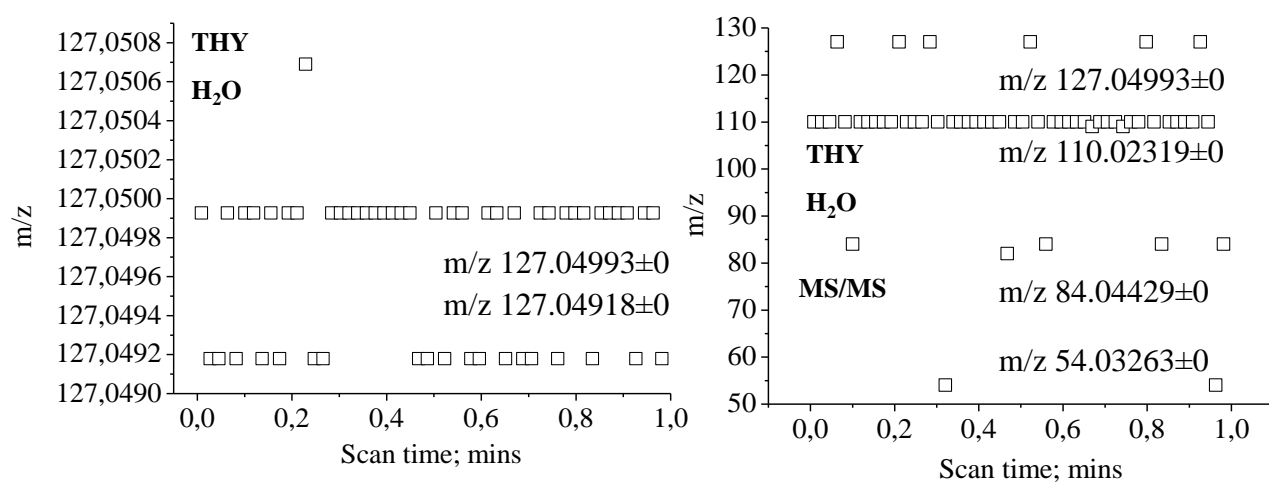 THY
H₂O
127,0508
127,0506
127,0504
127,0502
127,0500
127,0498
127,0496
127,0494
127,0492
127,0490
m/z
m/z 127.04993±0
m/z 127.04918±0
0,0 0,2 0,4 0,6 0,8 1,0
Scan time; mins
130
120
110
100
90
80
70
60
50
m/z
m/z 127.04993±0
THY
m/z 110.02319±0
H₂O
MS/MS
m/z 84.04429±0
m/z 54.03263±0
0,0 0,2 0,4 0,6 0,8 1,0
Scan time; mins